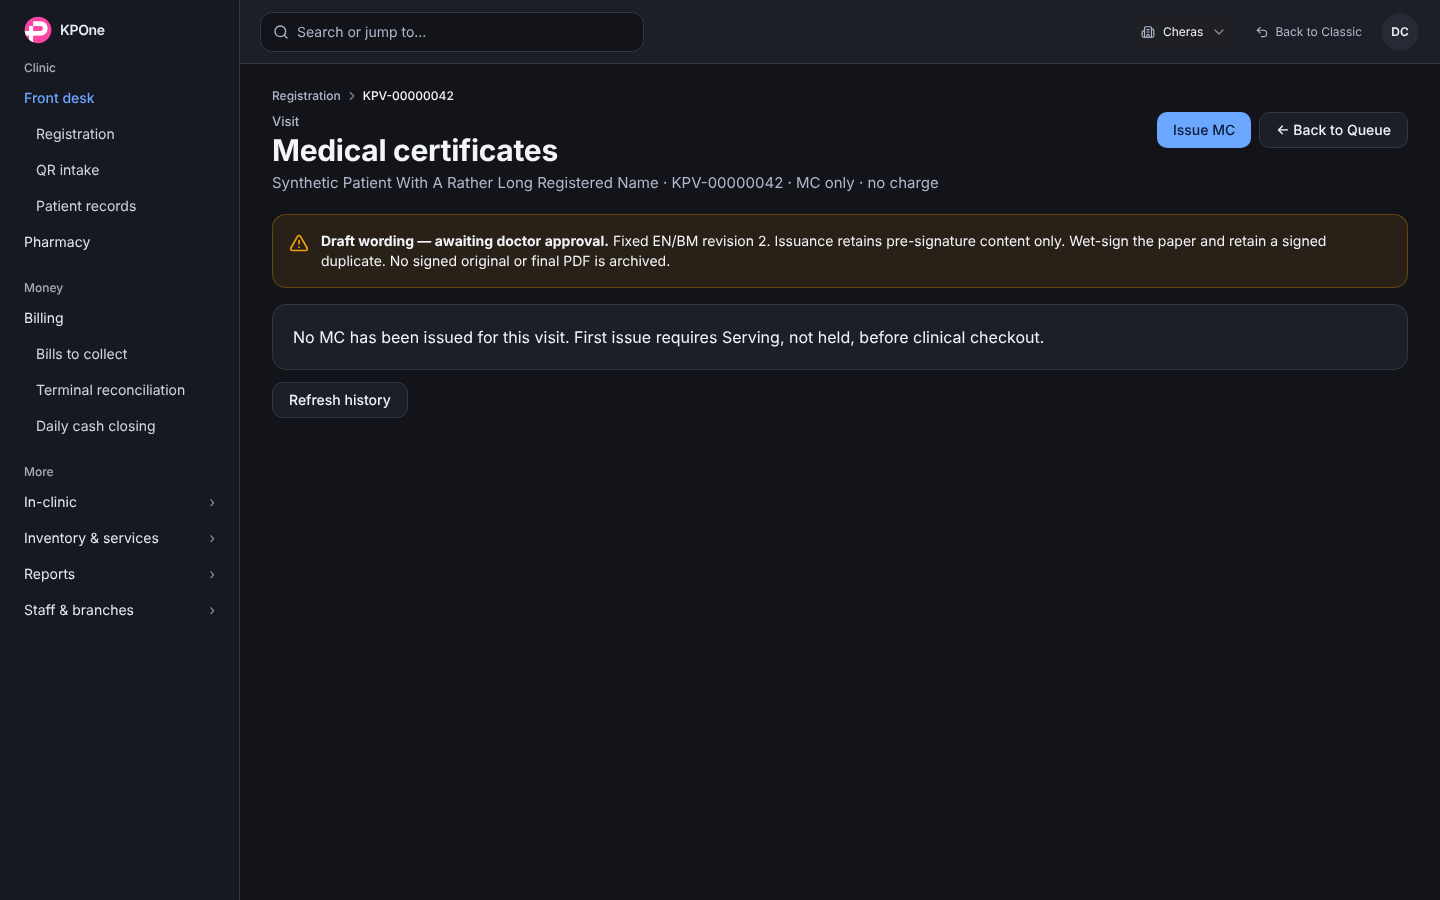 KPOne
Clinic
Front desk
Registration
QR intake
Patient records
Pharmacy
Money
Billing
Bills to collect
Terminal reconciliation
Daily cash closing
More
In-clinic
Inventory & services
Reports
Staff & branches
Search or jump to...
Cheras
Back to Classic
DC
Registration > KPV-00000042
Visit
Medical certificates
Synthetic Patient With A Rather Long Registered Name · KPV-00000042 · MC only · no charge
Issue MC
← Back to Queue
Draft wording — awaiting doctor approval. Fixed EN/BM revision 2. Issuance retains pre-signature content only. Wet-sign the paper and retain a signed
duplicate. No signed original or final PDF is archived.
No MC has been issued for this visit. First issue requires Serving, not held, before clinical checkout.
Refresh history